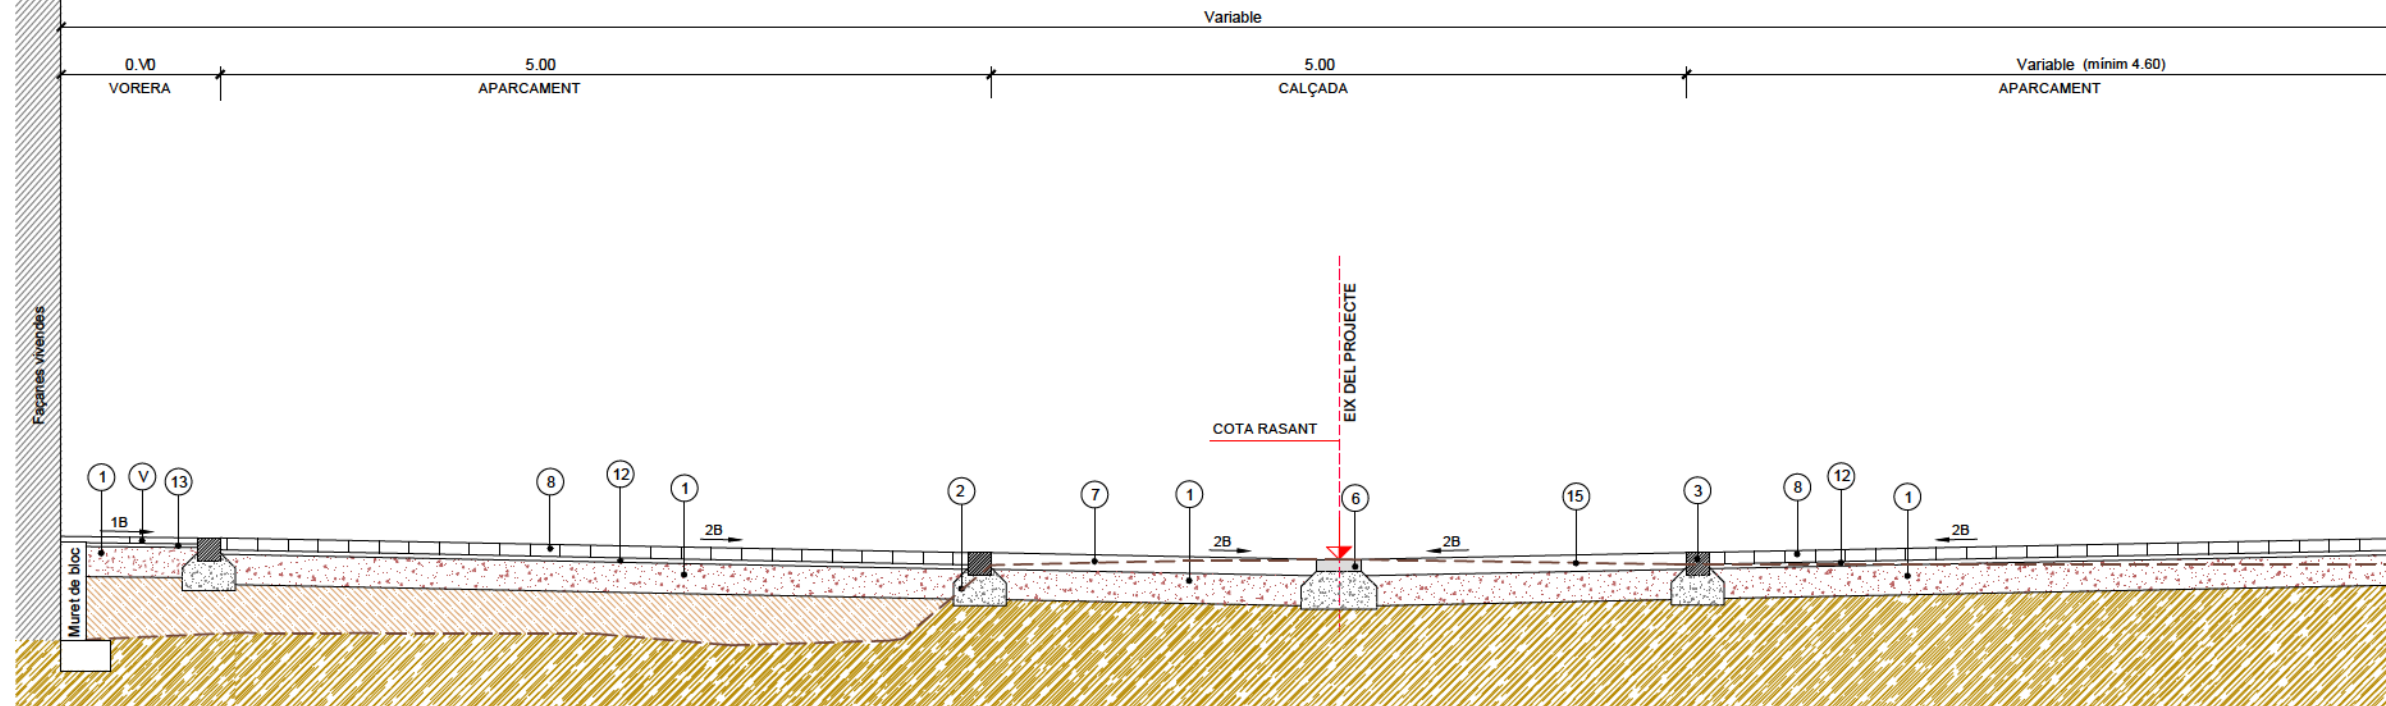 Variable
0.V0
5.00
5.00
Variable (mínim 4.60)
VORERA
APARCAMENT
CALÇADA
APARCAMENT
EIX DEL PROJECTE
Façanes vivendes
COTA RASANT
1
V
13
8
12
1
2
7
1
6
15
3
8
12
1
1B
2B
2B
2B
2B
Muret de bloc